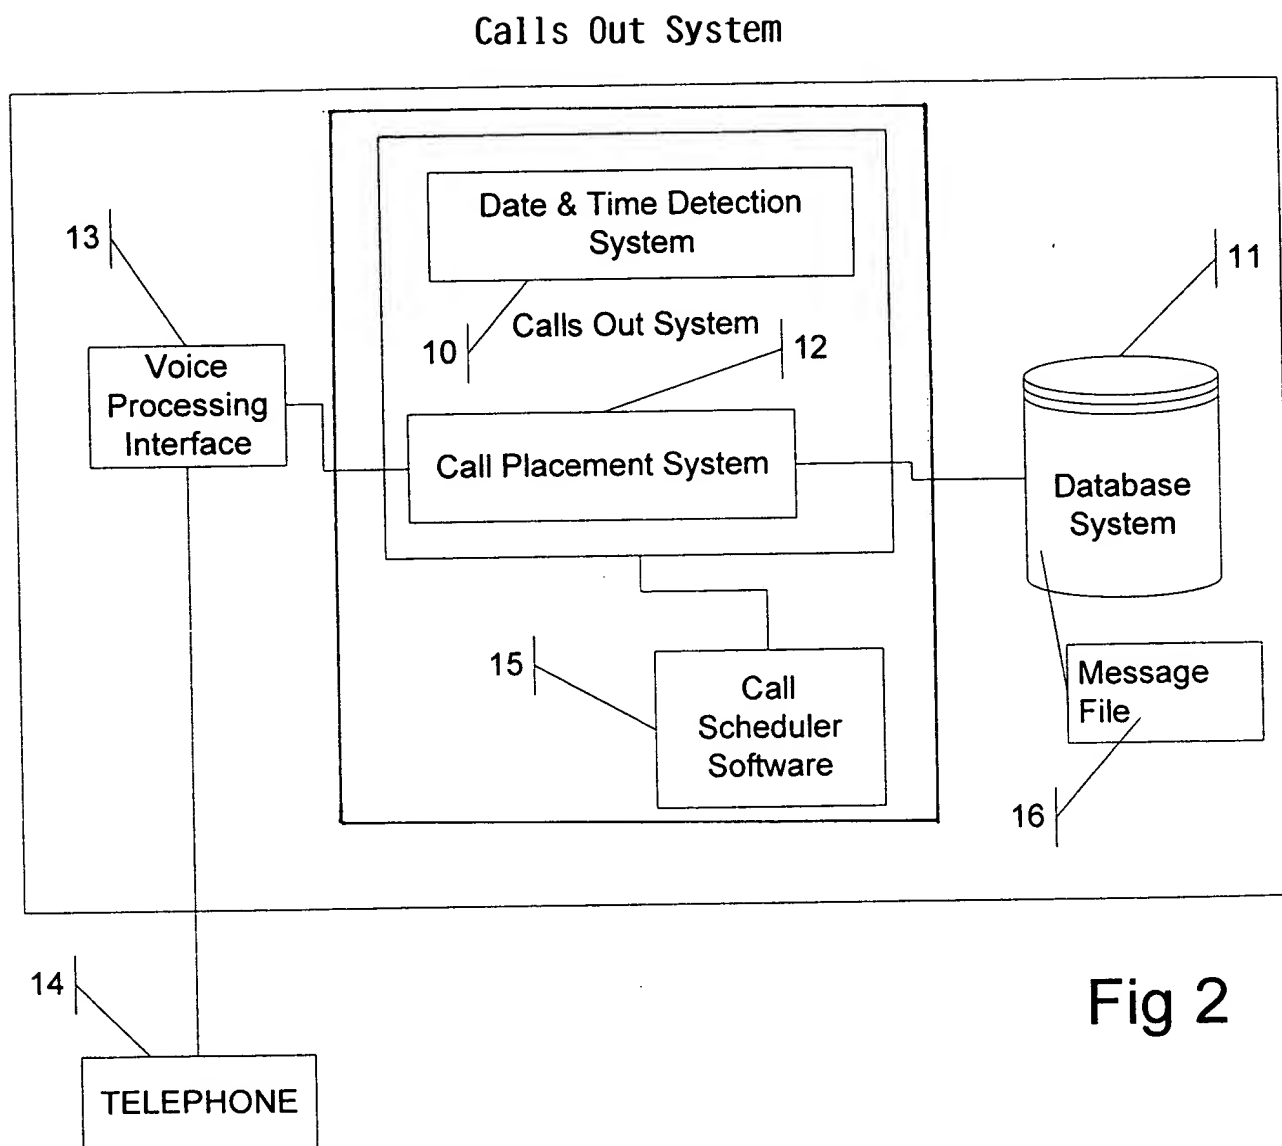 Calls Out System
Date & Time Detection
System
13
11
Calls Out System
10
12
Voice
Processing
Interface
Call Placement System
Database
System
15
Call
Scheduler
Software
Message
File
16
14
Fig 2
TELEPHONE